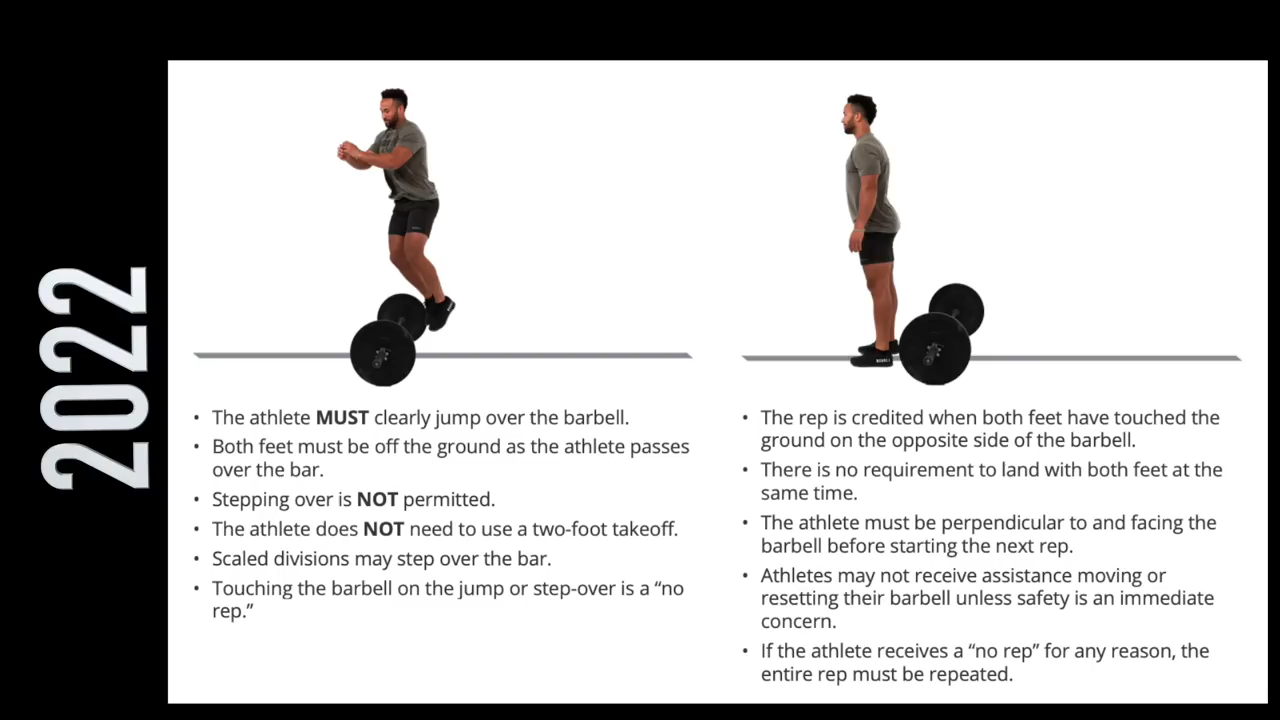 2022
• The athlete MUST clearly jump over the barbell.
• Both feet must be off the ground as the athlete passes
over the bar.
• Stepping over is NOT permitted.
• The athlete does NOT need to use a two-foot takeoff.
• Scaled divisions may step over the bar.
• Touching the barbell on the jump or step-over is a “no
rep.”
• The rep is credited when both feet have touched the
ground on the opposite side of the barbell.
• There is no requirement to land with both feet at the
same time.
• The athlete must be perpendicular to and facing the
barbell before starting the next rep.
• Athletes may not receive assistance moving or
resetting their barbell unless safety is an immediate
concern.
• If the athlete receives a “no rep” for any reason, the
entire rep must be repeated.